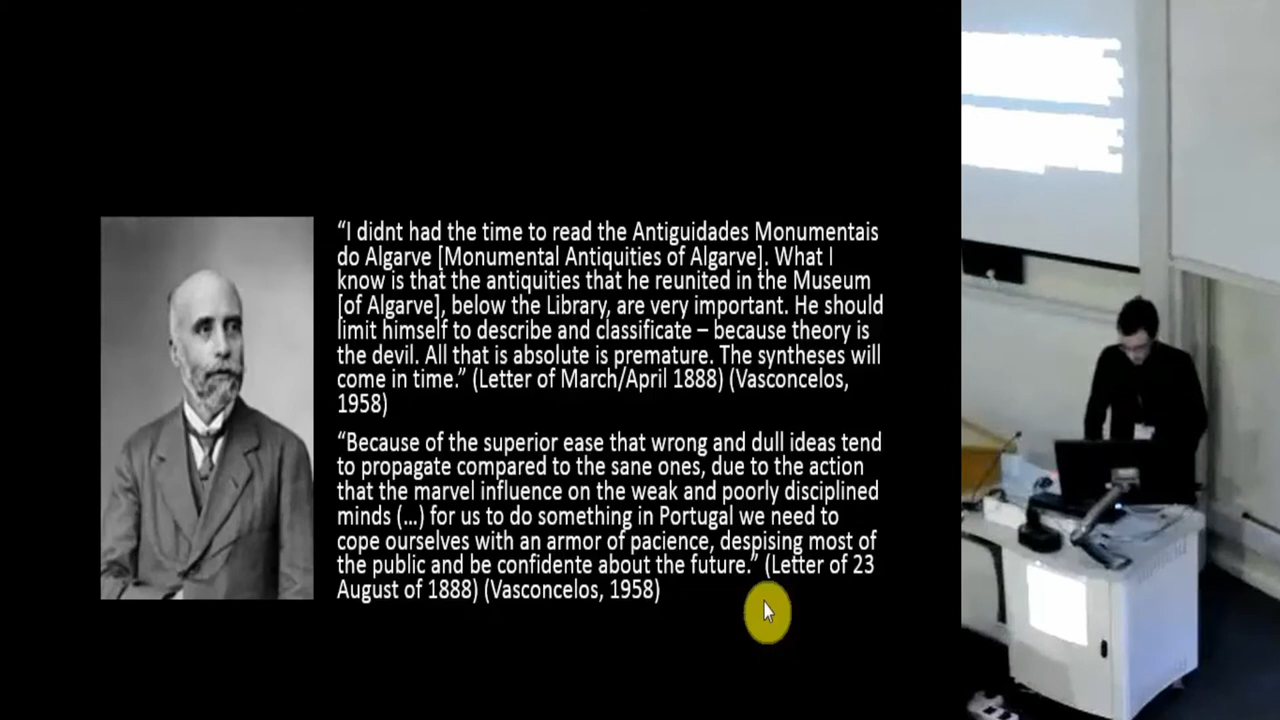 “I didnt had the time to read the Antiguidades Monumentais
do Algarve [Monumental Antiquities of Algarve]. What I
know is that the antiquities that he reunited in the Museum
[of Algarve], below the Library, are very important. He should
limit himself to describe and classificate – because theory is
the devil. All that is absolute is premature. The syntheses will
come in time.” (Letter of March/April 1888) (Vasconcelos,
1958)
“Because of the superior ease that wrong and dull ideas tend
to propagate compared to the sane ones, due to the action
that the marvel influence on the weak and poorly disciplined
minds (...) for us to do something in Portugal we need to
cope ourselves with an armor of pacience, despising most of
the public and be confidente about the future.” (Letter of 23
August of 1888) (Vasconcelos, 1958)